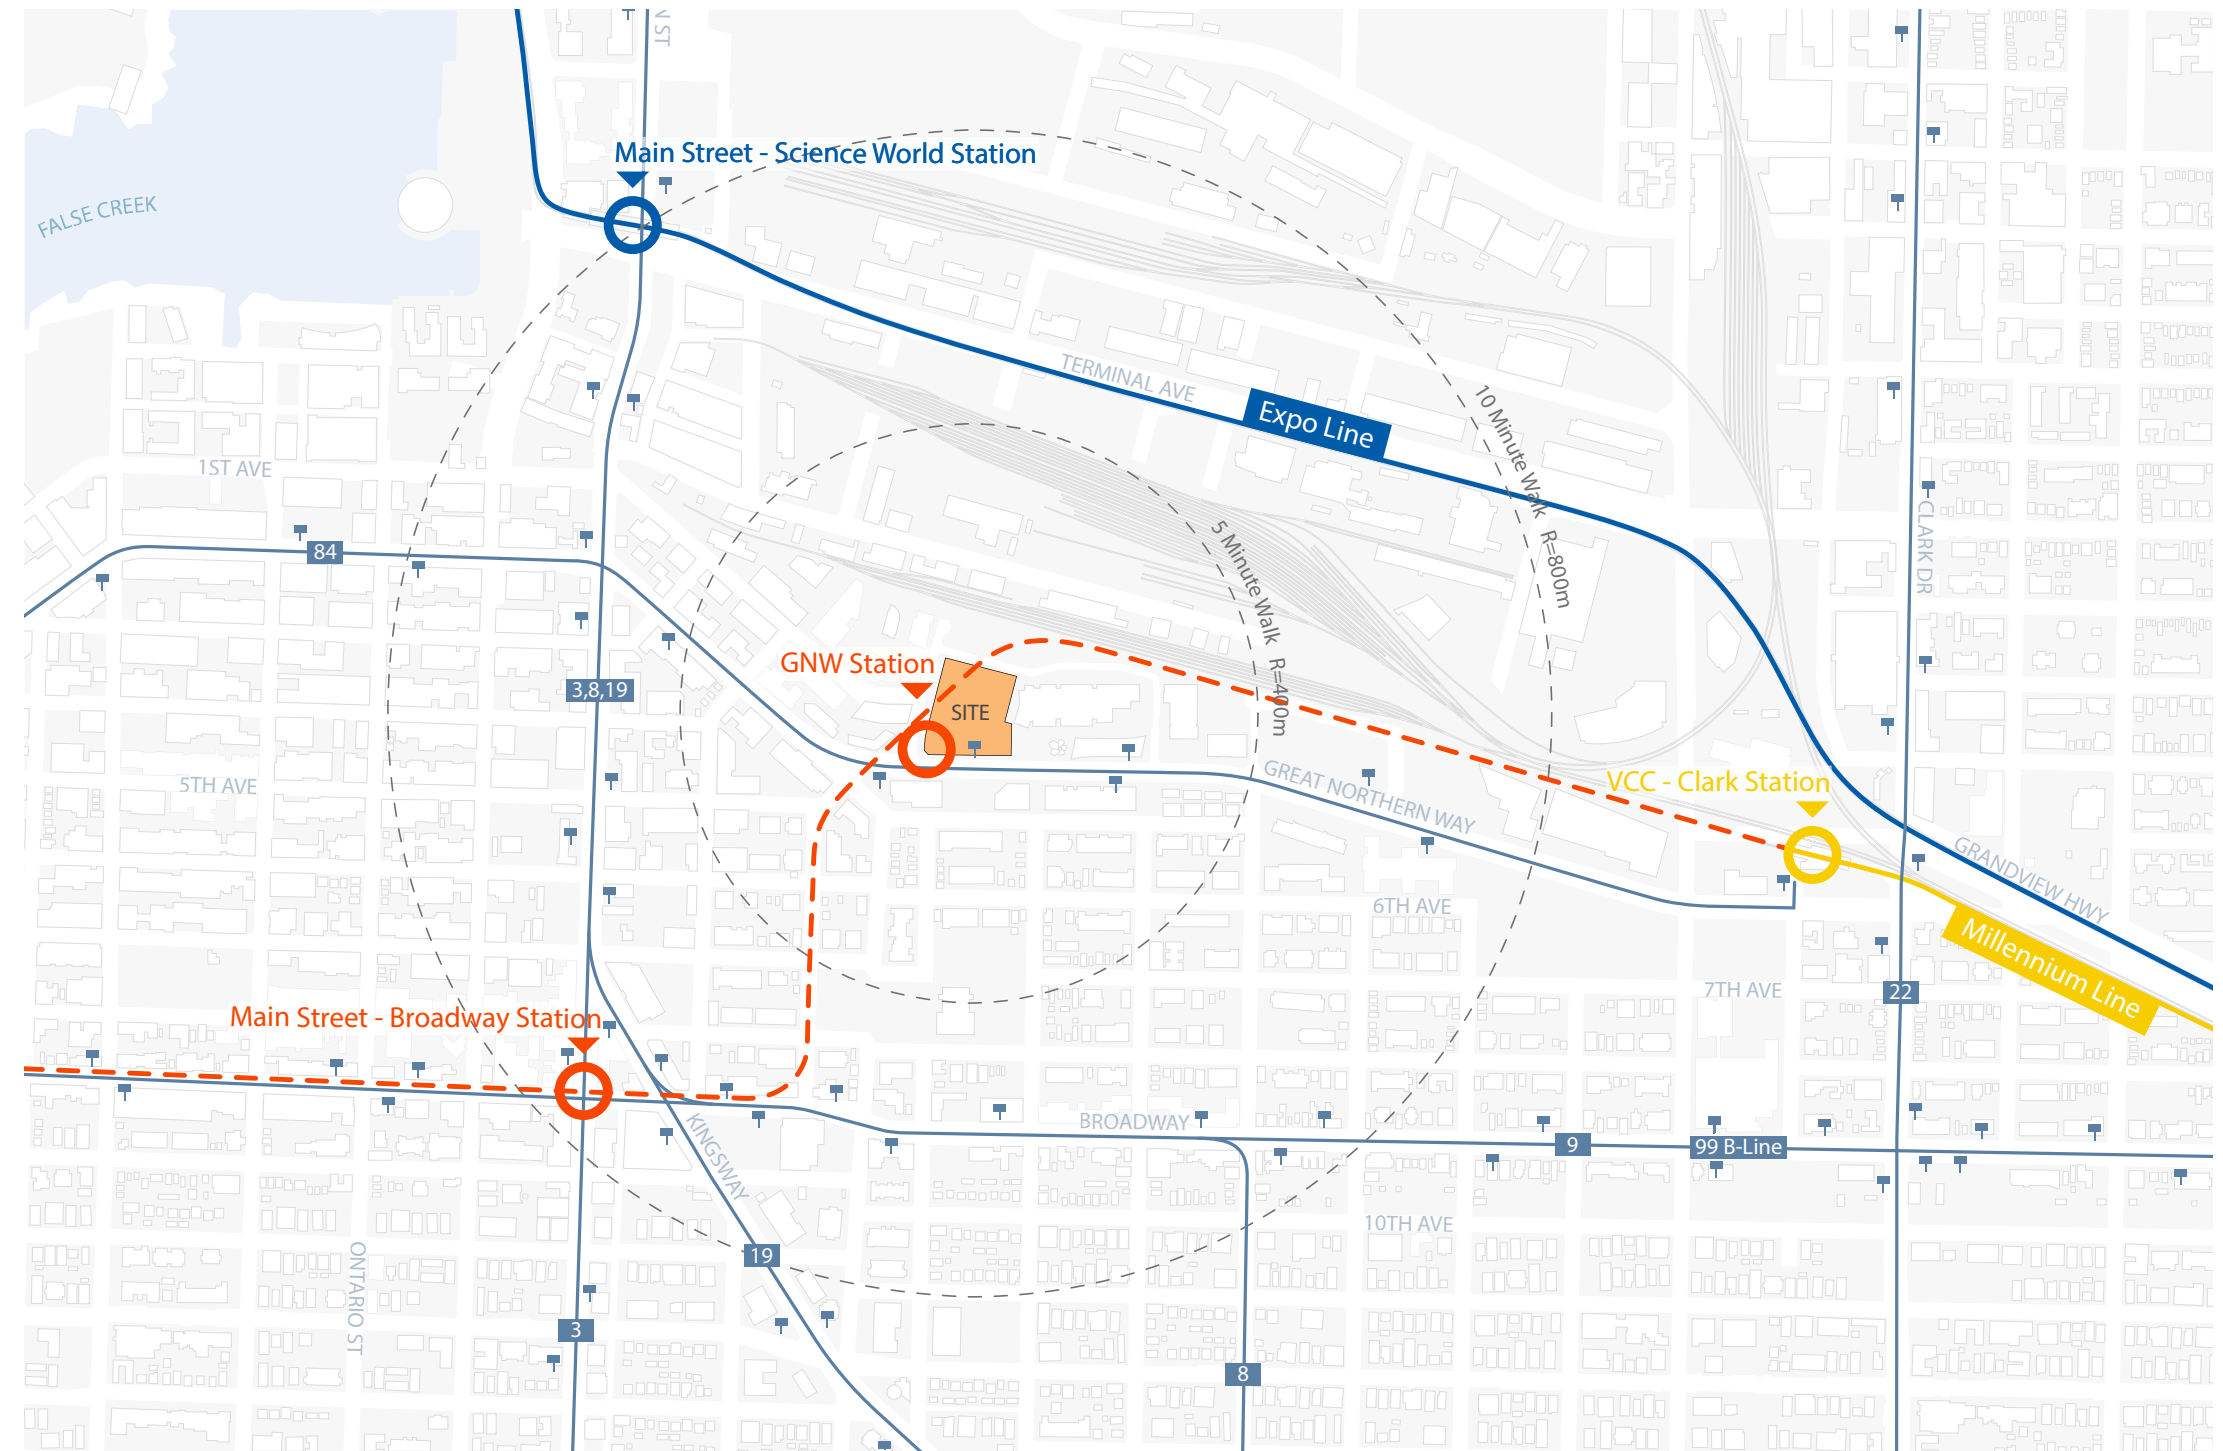 N ST
Main Street - Science World Station
FALSE CREEK
TERMINAL AVE
Expo Line
10 Minute Walk R=800m
1ST AVE
5 Minute Walk R=400m
CLARK DR
84
GNW Station
3,8,19
SITE
5TH AVE
GREAT NORTHERN WAY
VCC - Clark Station
GRANDVIEW HWY
6TH AVE
Millennium Line
7TH AVE
22
Main Street - Broadway Station
KINGSWAY
BROADWAY
9
99 B-Line
10TH AVE
19
ONTARIO ST
3
8